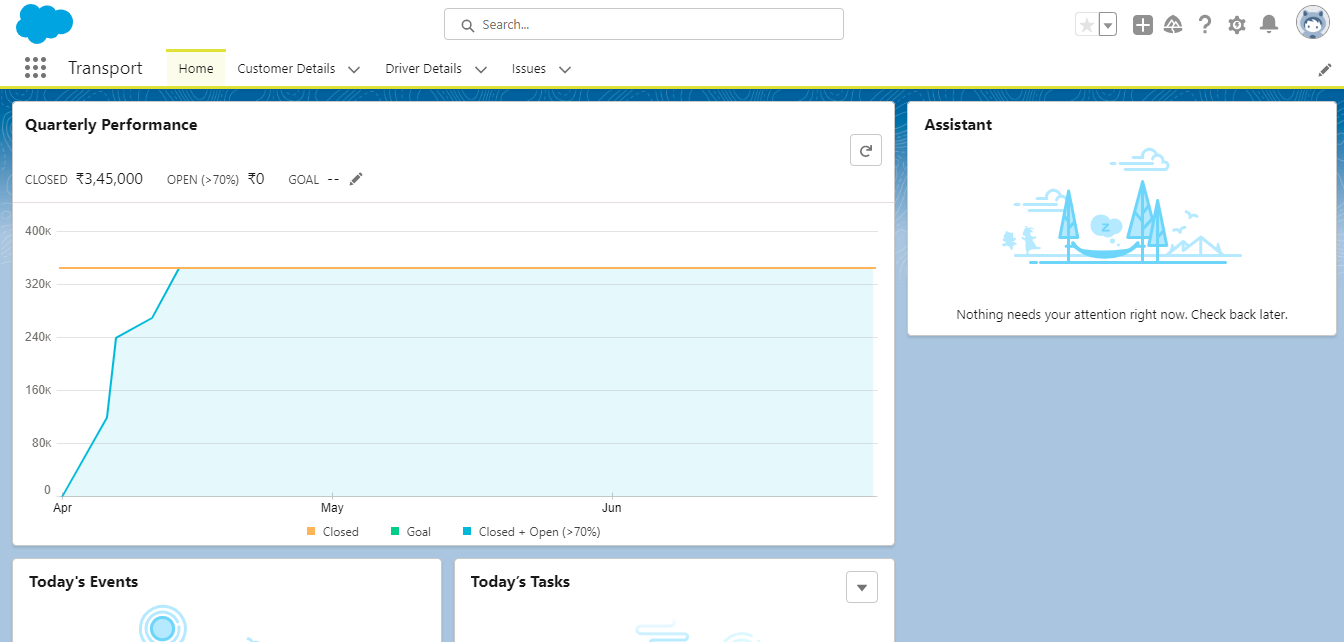 Search...
Transport Home Customer Details Driver Details Issues
Quarterly Performance
CLOSED ₹3,45,000 OPEN (>70%) ₹0 GOAL --
400K
320K
240K
160K
80K
0
Apr May Jun
Closed Goal Closed + Open (>70%)
Assistant
z
Nothing needs your attention right now. Check back later.
Today's Events
Today's Tasks